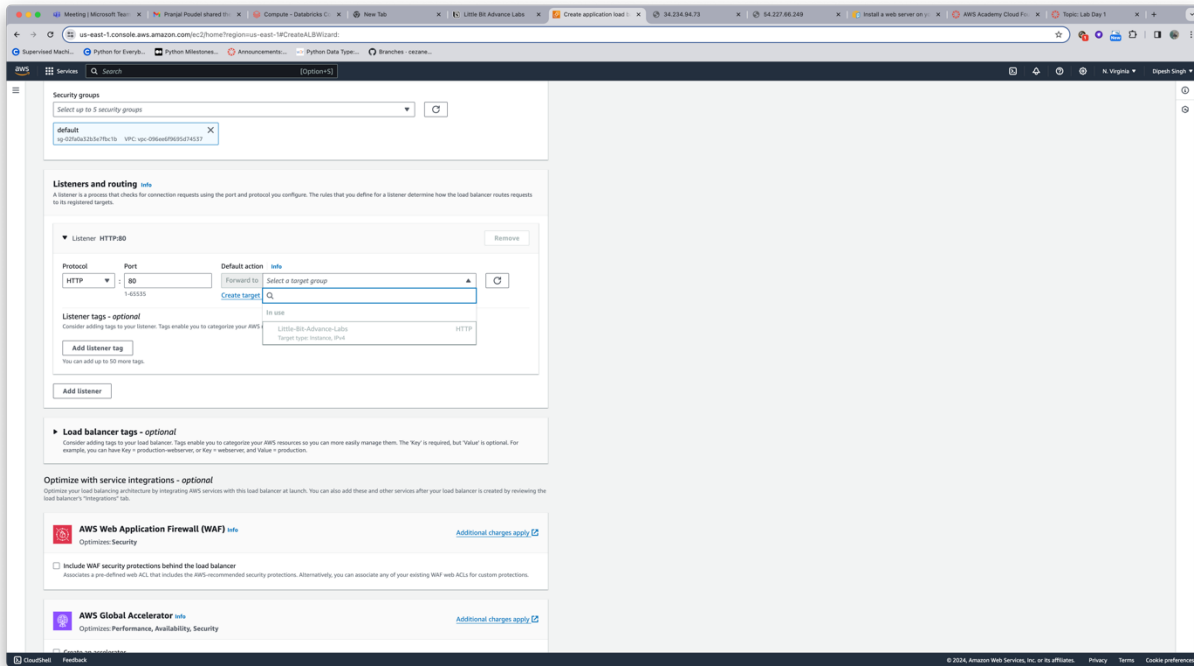 Meeting | Microsoft Team
Pranjal Poudel shared th
Compute - Databricks C
New Tab
Little Bit Advance Labs
Create application load b
34.234.94.73
54.227.66.249
Install a web server on y
AWS Academy Cloud Fo
Topic: Lab Day 1
us-east-1.console.aws.amazon.com/ec2/home?region=us-east-1#CreateALBWizard:
Supervised Machi...
Python for Everyb...
Python Milestones...
Announcements:...
Python Data Type:...
Branches · cezane...
aws
Services
Search
[Option+S]
N. Virginia
Dipesh Singh
Security groups
Select up to 5 security groups
default
VPC:
Listeners and routing Info
A listener is a process that checks for connection requests using the port and protocol you configure. The rules that you define for a listener determine how the load balancer routes requests
to its registered targets.
Listener HTTP:80
Remove
Protocol
Port
Default action Info
HTTP
:
80
Forward to
Select a target group
1-65535
Create target
In use
Listener tags - optional
Consider adding tags to your listener. Tags enable you to categorize your AWS
Little-Bit-Advance-Labs
HTTP
Target type: Instance, IPv4
Add listener tag
You can add up to 50 more tags.
Add listener
Load balancer tags - optional
Consider adding tags to your load balancer. Tags enable you to categorize your AWS resources so you can more easily manage them. The 'Key' is required, but 'Value' is optional. For
example, you can have Key = production-webserver, or Key = webserver, and Value = production.
Optimize with service integrations - optional
Optimize your load balancing architecture by integrating AWS services with this load balancer at launch. You can also add these and other services after your load balancer is created by reviewing the
load balancer's "Integrations" tab.
AWS Web Application Firewall (WAF) Info
Optimizes: Security
Additional charges apply
Include WAF security protections behind the load balancer
Associates a pre-defined web ACL that includes the AWS-recommended security protections. Alternatively, you can associate any of your existing WAF web ACLs for custom protections.
AWS Global Accelerator Info
Optimizes: Performance, Availability, Security
Additional charges apply
Create an accelerator
CloudShell
Feedback
© 2024, Amazon Web Services, Inc. or its affiliates.
Privacy
Terms
Cookie preferences